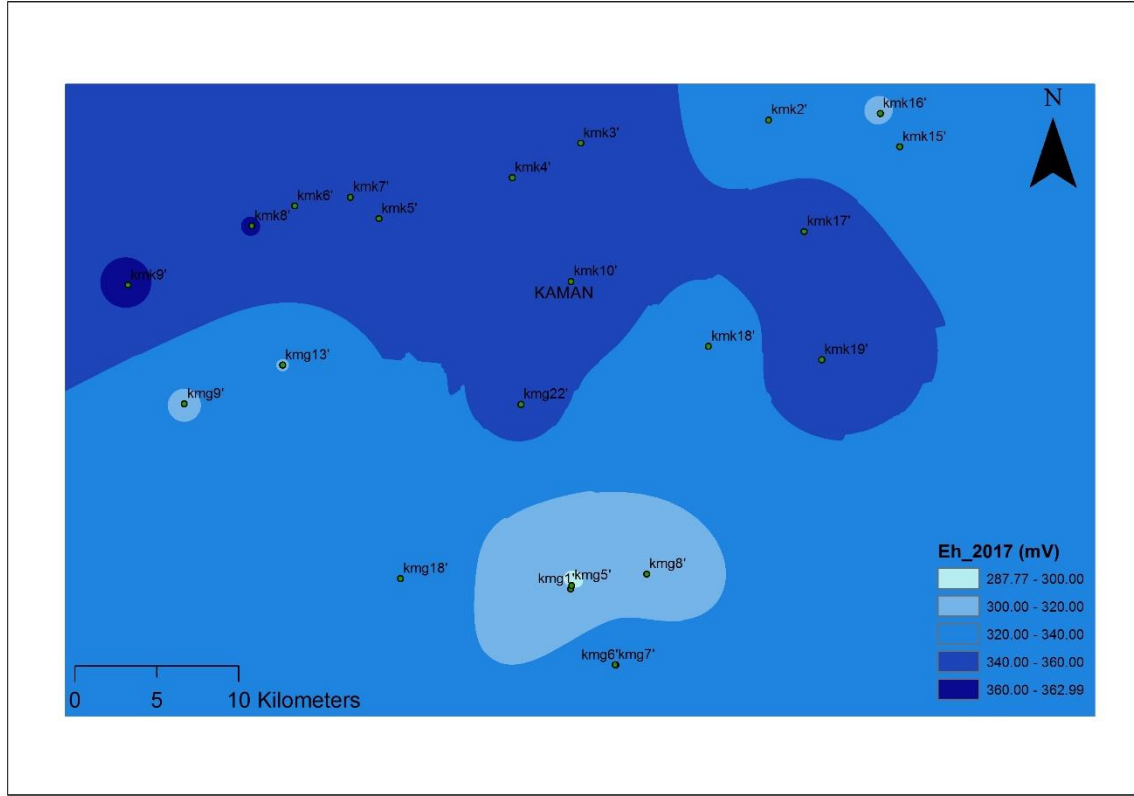 N
kmk16'
kmk2'
kmk15'
kmk3'
kmk4'
kmk7'
kmk6'
kmk5'
kmk8'
kmk17'
kmk9'
kmk10'
KAMAN
kmk18'
kmk19'
kmg13'
kmg9'
kmg22'
kmg18'
kmg1'
kmg5'
kmg8'
kmg6'kmg7'
Eh_2017 (mV)
287.77 - 300.00
300.00 - 320.00
320.00 - 340.00
340.00 - 360.00
360.00 - 362.99
0 5 10 Kilometers